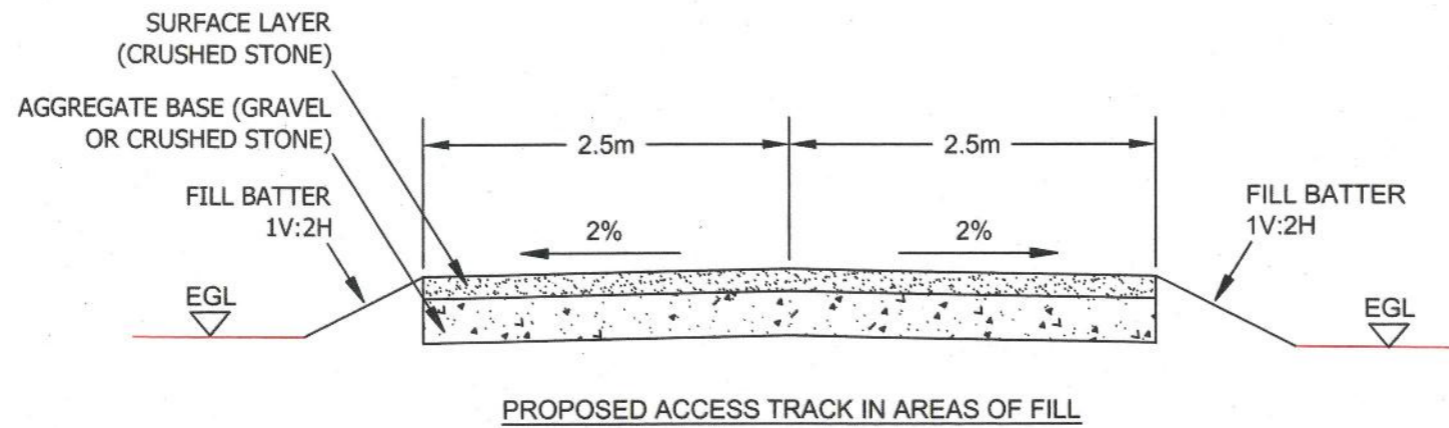 SURFACE LAYER
(CRUSHED STONE)
AGGREGATE BASE (GRAVEL
OR CRUSHED STONE)
FILL BATTER
1V:2H
EGL
2.5m
2.5m
2%
2%
FILL BATTER
1V:2H
EGL
PROPOSED ACCESS TRACK IN AREAS OF FILL